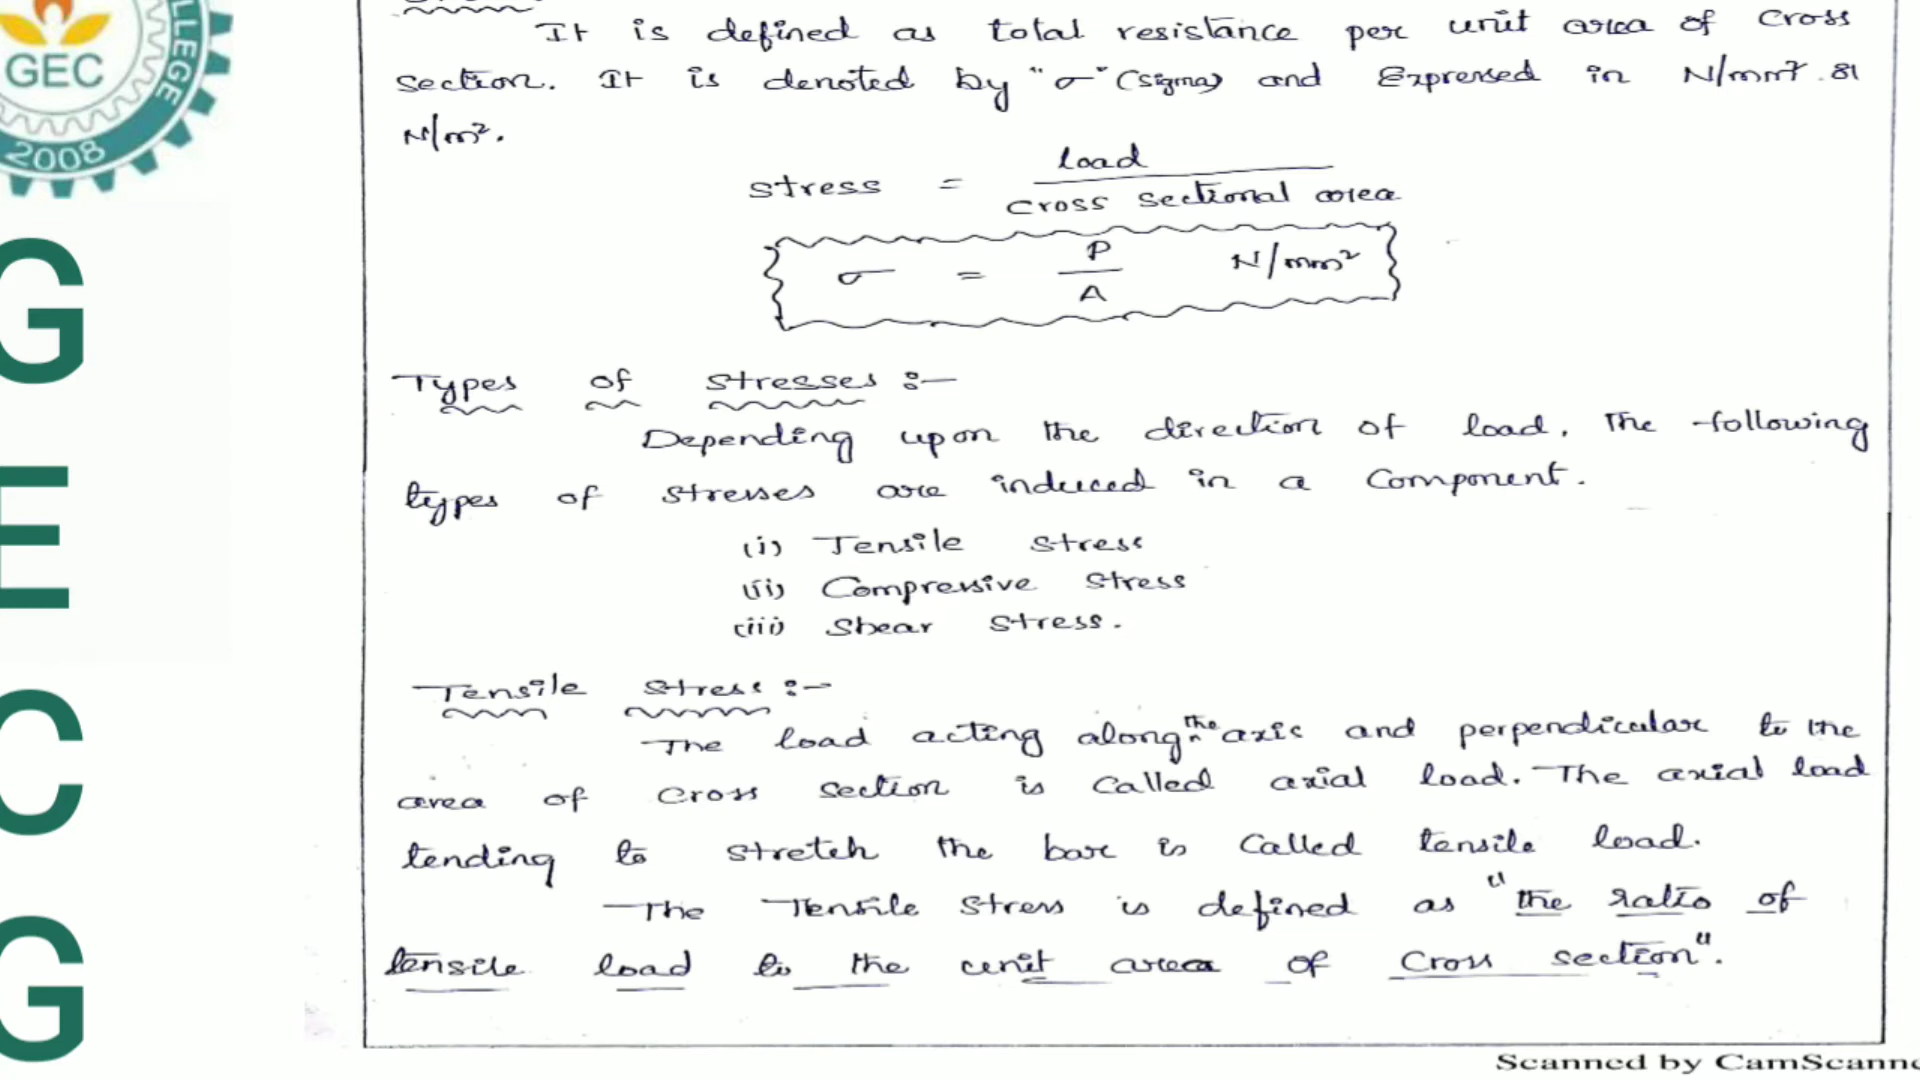 It is defined as total resistance per unit area of cross
section. It is denoted by "σ" (sigma) and Expressed in N/mm² or
N/m².
stress = load / cross sectional area
σ = P / A N/mm²
Types of stresses :-
Depending upon the direction of load, The following
types of stresses are induced in a Component.
(i) Tensile stress
(ii) Compressive stress
(iii) Shear stress.
Tensile stress :-
The load acting along the axis and perpendicular to the
area of cross section is called axial load. The axial load
tending to stretch the bar is called tensile load.
The Tensile stress is defined as "the ratio of
tensile load to the unit area of cross section".
GEC
2008
G
E
C
G
Scanned by CamScanne